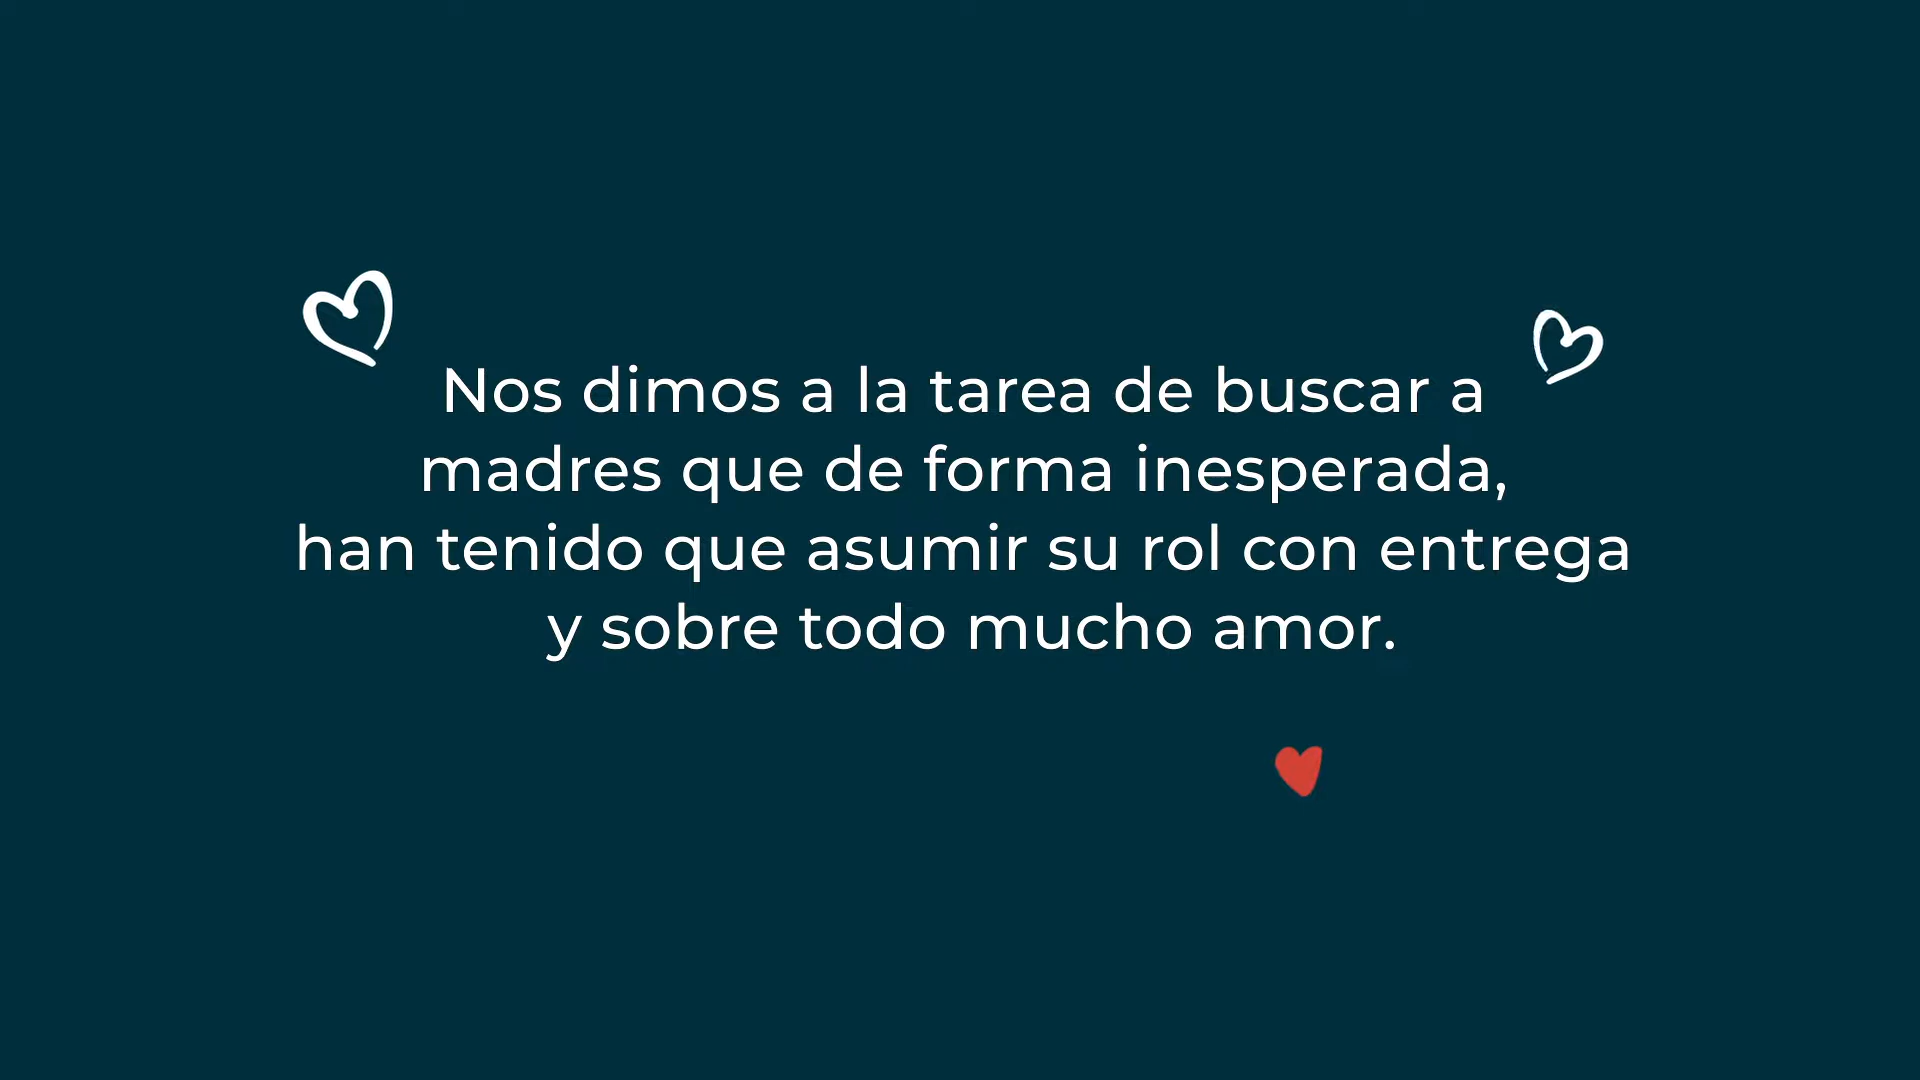 Nos dimos a la tarea de buscar a
madres que de forma inesperada,
han tenido que asumir su rol con entrega
y sobre todo mucho amor.